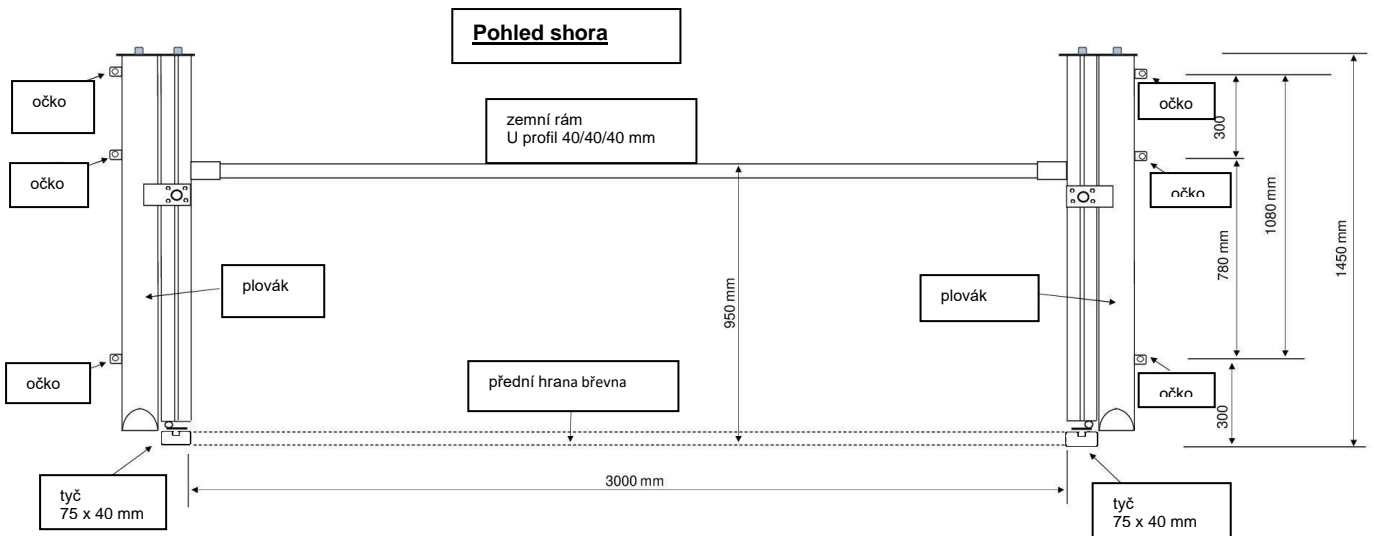 Pohled shora
očko
zemní rám
U profil 40/40/40 mm
očko
300
očko
očko
780 mm
1080 mm
1450 mm
plovák
plovák
950 mm
očko
přední hrana břevna
očko
300
3000 mm
tyč
75 x 40 mm
tyč
75 x 40 mm